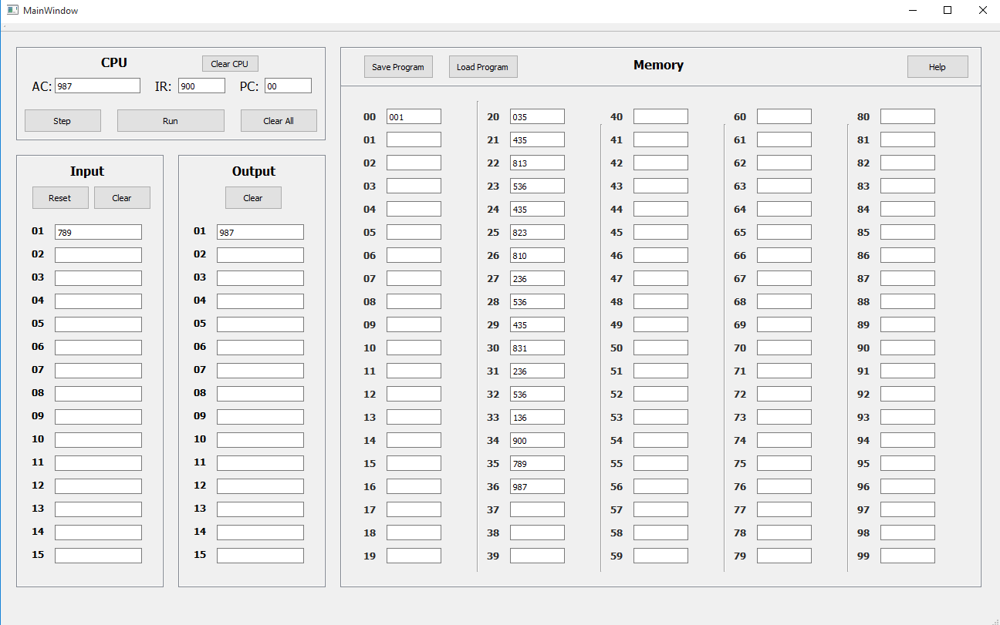 MainWindow
CPU
Clear CPU
AC: 987 IR: 900 PC: 00
Step Run Clear All
Input
Reset Clear
01 789
02
03
04
05
06
07
08
09
10
11
12
13
14
15
Output
Clear
01 987
02
03
04
05
06
07
08
09
10
11
12
13
14
15
Save Program Load Program Memory Help
00 001 20 035 40 60 80
01 21 435 41 61 81
02 22 813 42 62 82
03 23 536 43 63 83
04 24 435 44 64 84
05 25 823 45 65 85
06 26 810 46 66 86
07 27 236 47 67 87
08 28 536 48 68 88
09 29 435 49 69 89
10 30 831 50 70 90
11 31 236 51 71 91
12 32 536 52 72 92
13 33 136 53 73 93
14 34 900 54 74 94
15 35 789 55 75 95
16 36 987 56 76 96
17 37 57 77 97
18 38 58 78 98
19 39 59 79 99